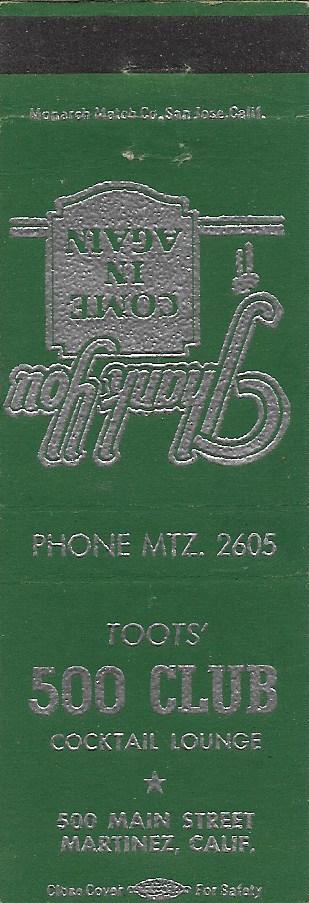 Monarch Match Co., San Jose, Calif.
Thank you
COME
IN
AGAIN
PHONE MTZ. 2605
TOOTS'
500 CLUB
COCKTAIL LOUNGE
500 MAIN STREET
MARTINEZ, CALIF.
Close Cover For Safety